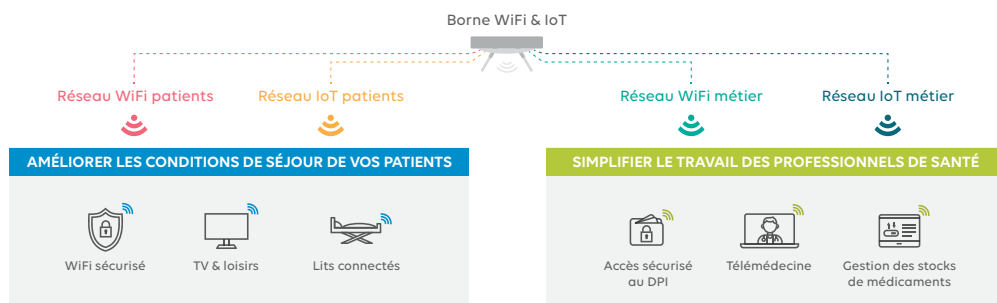 Borne WiFi & IoT
Réseau WiFi patients
Réseau IoT patients
Réseau WiFi métier
Réseau IoT métier
AMÉLIORER LES CONDITIONS DE SÉJOUR DE VOS PATIENTS
SIMPLIFIER LE TRAVAIL DES PROFESSIONNELS DE SANTÉ
WiFi sécurisé
TV & loisirs
Lits connectés
Accès sécurisé
au DPI
Télémédecine
Gestion des stocks
de médicaments